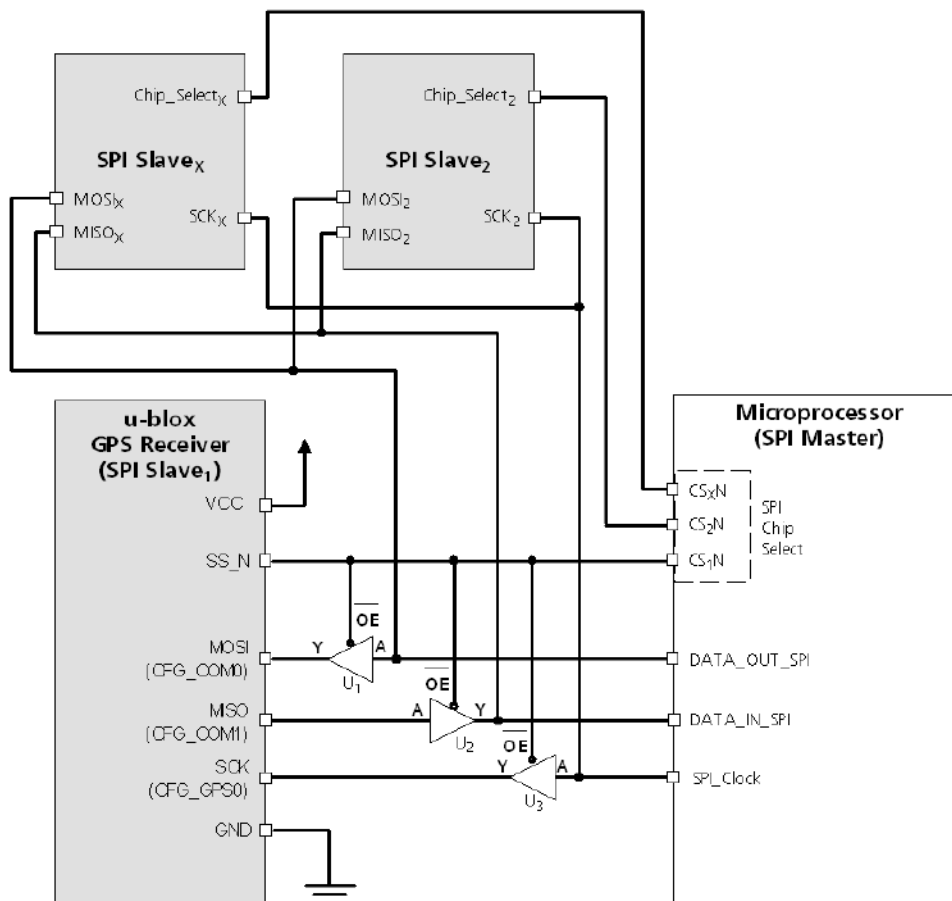 Chip_SelectX
SPI SlaveX
MOSIX
MISOX
SCKX
Chip_Select2
SPI Slave2
MOSI2
MISO2
SCK2
u-blox
GPS Receiver
(SPI Slave1)
VCC
SS_N
MOSI
(CFG_COM0)
MISO
(CFG_COM1)
SCK
(CFG_GPS0)
GND
OE
Y
A
U1
OE
A
Y
U2
OE
Y
A
U3
Microprocessor
(SPI Master)
CSXN
CS2N
CS1N
SPI
Chip
Select
DATA_OUT_SPI
DATA_IN_SPI
SPI_Clock